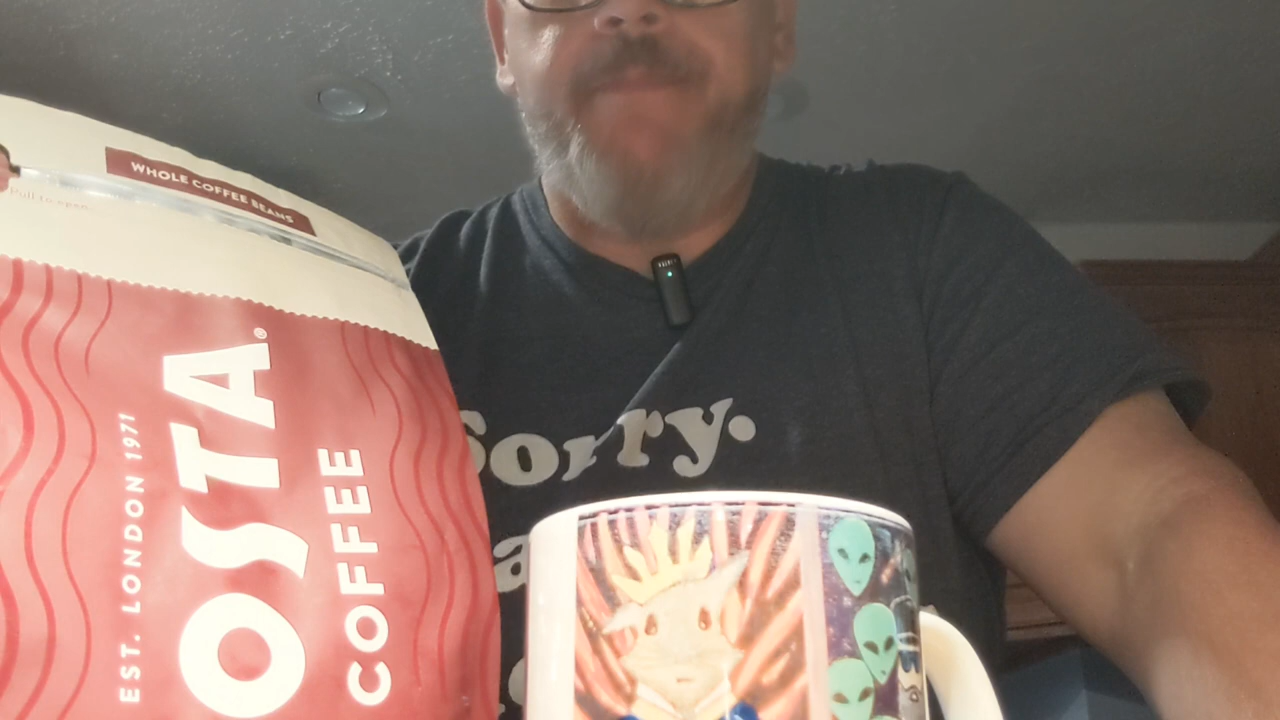 WHOLE COFFEE BEANS
Pull to open
OSTA®
COFFEE
EST. LONDON 1971
Sorry.